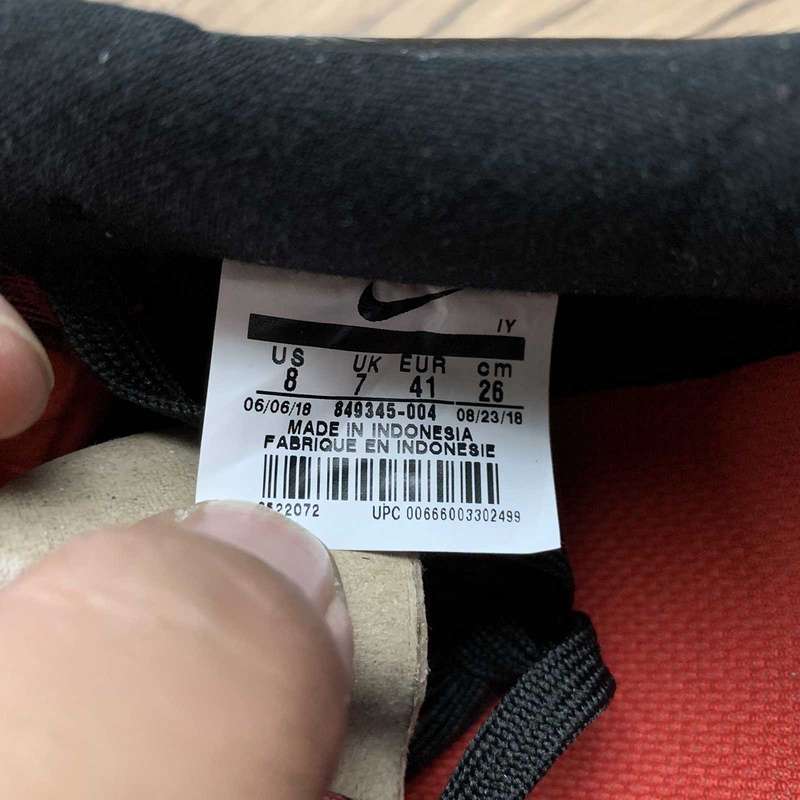 IY
US UK EUR cm
8 7 41 26
06/06/18 849345-004 08/23/18
MADE IN INDONESIA
FABRIQUE EN INDONESIE
522072 UPC 00666003302499